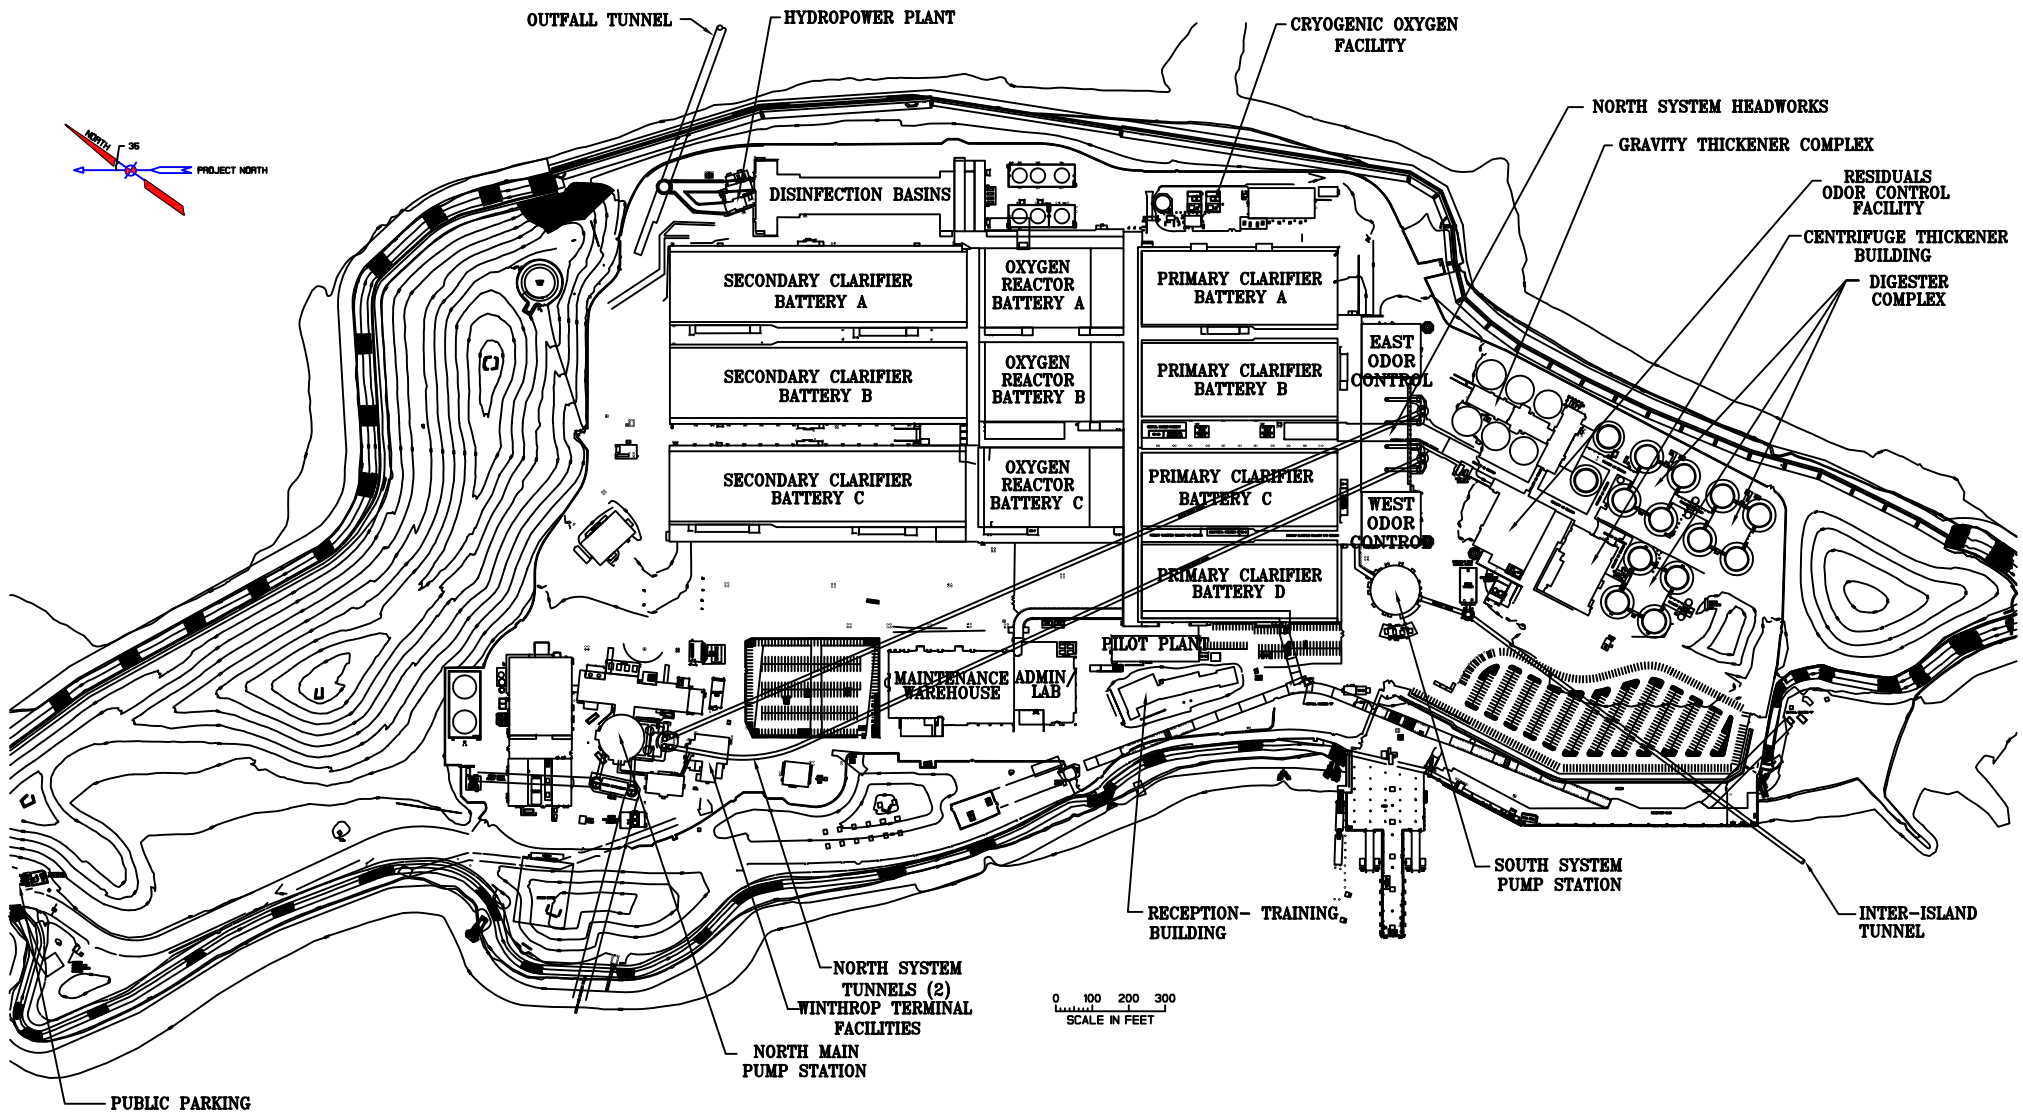 OUTFALL TUNNEL
HYDROPOWER PLANT
CRYOGENIC OXYGEN
FACILITY
NORTH SYSTEM HEADWORKS
GRAVITY THICKENER COMPLEX
RESIDUALS
ODOR CONTROL
FACILITY
CENTRIFUGE THICKENER
BUILDING
DIGESTER
COMPLEX
NORTH
36
PROJECT NORTH
DISINFECTION BASINS
SECONDARY CLARIFIER
BATTERY A
OXYGEN
REACTOR
BATTERY A
PRIMARY CLARIFIER
BATTERY A
EAST
ODOR
CONTROL
SECONDARY CLARIFIER
BATTERY B
OXYGEN
REACTOR
BATTERY B
PRIMARY CLARIFIER
BATTERY B
SECONDARY CLARIFIER
BATTERY C
OXYGEN
REACTOR
BATTERY C
PRIMARY CLARIFIER
BATTERY C
WEST
ODOR
CONTROL
PRIMARY CLARIFIER
BATTERY D
PILOT PLANT
MAINTENANCE
WAREHOUSE
ADMIN/
LAB
SOUTH SYSTEM
PUMP STATION
RECEPTION- TRAINING
BUILDING
INTER-ISLAND
TUNNEL
NORTH SYSTEM
TUNNELS (2)
WINTHROP TERMINAL
FACILITIES
NORTH MAIN
PUMP STATION
0 100 200 300
SCALE IN FEET
PUBLIC PARKING